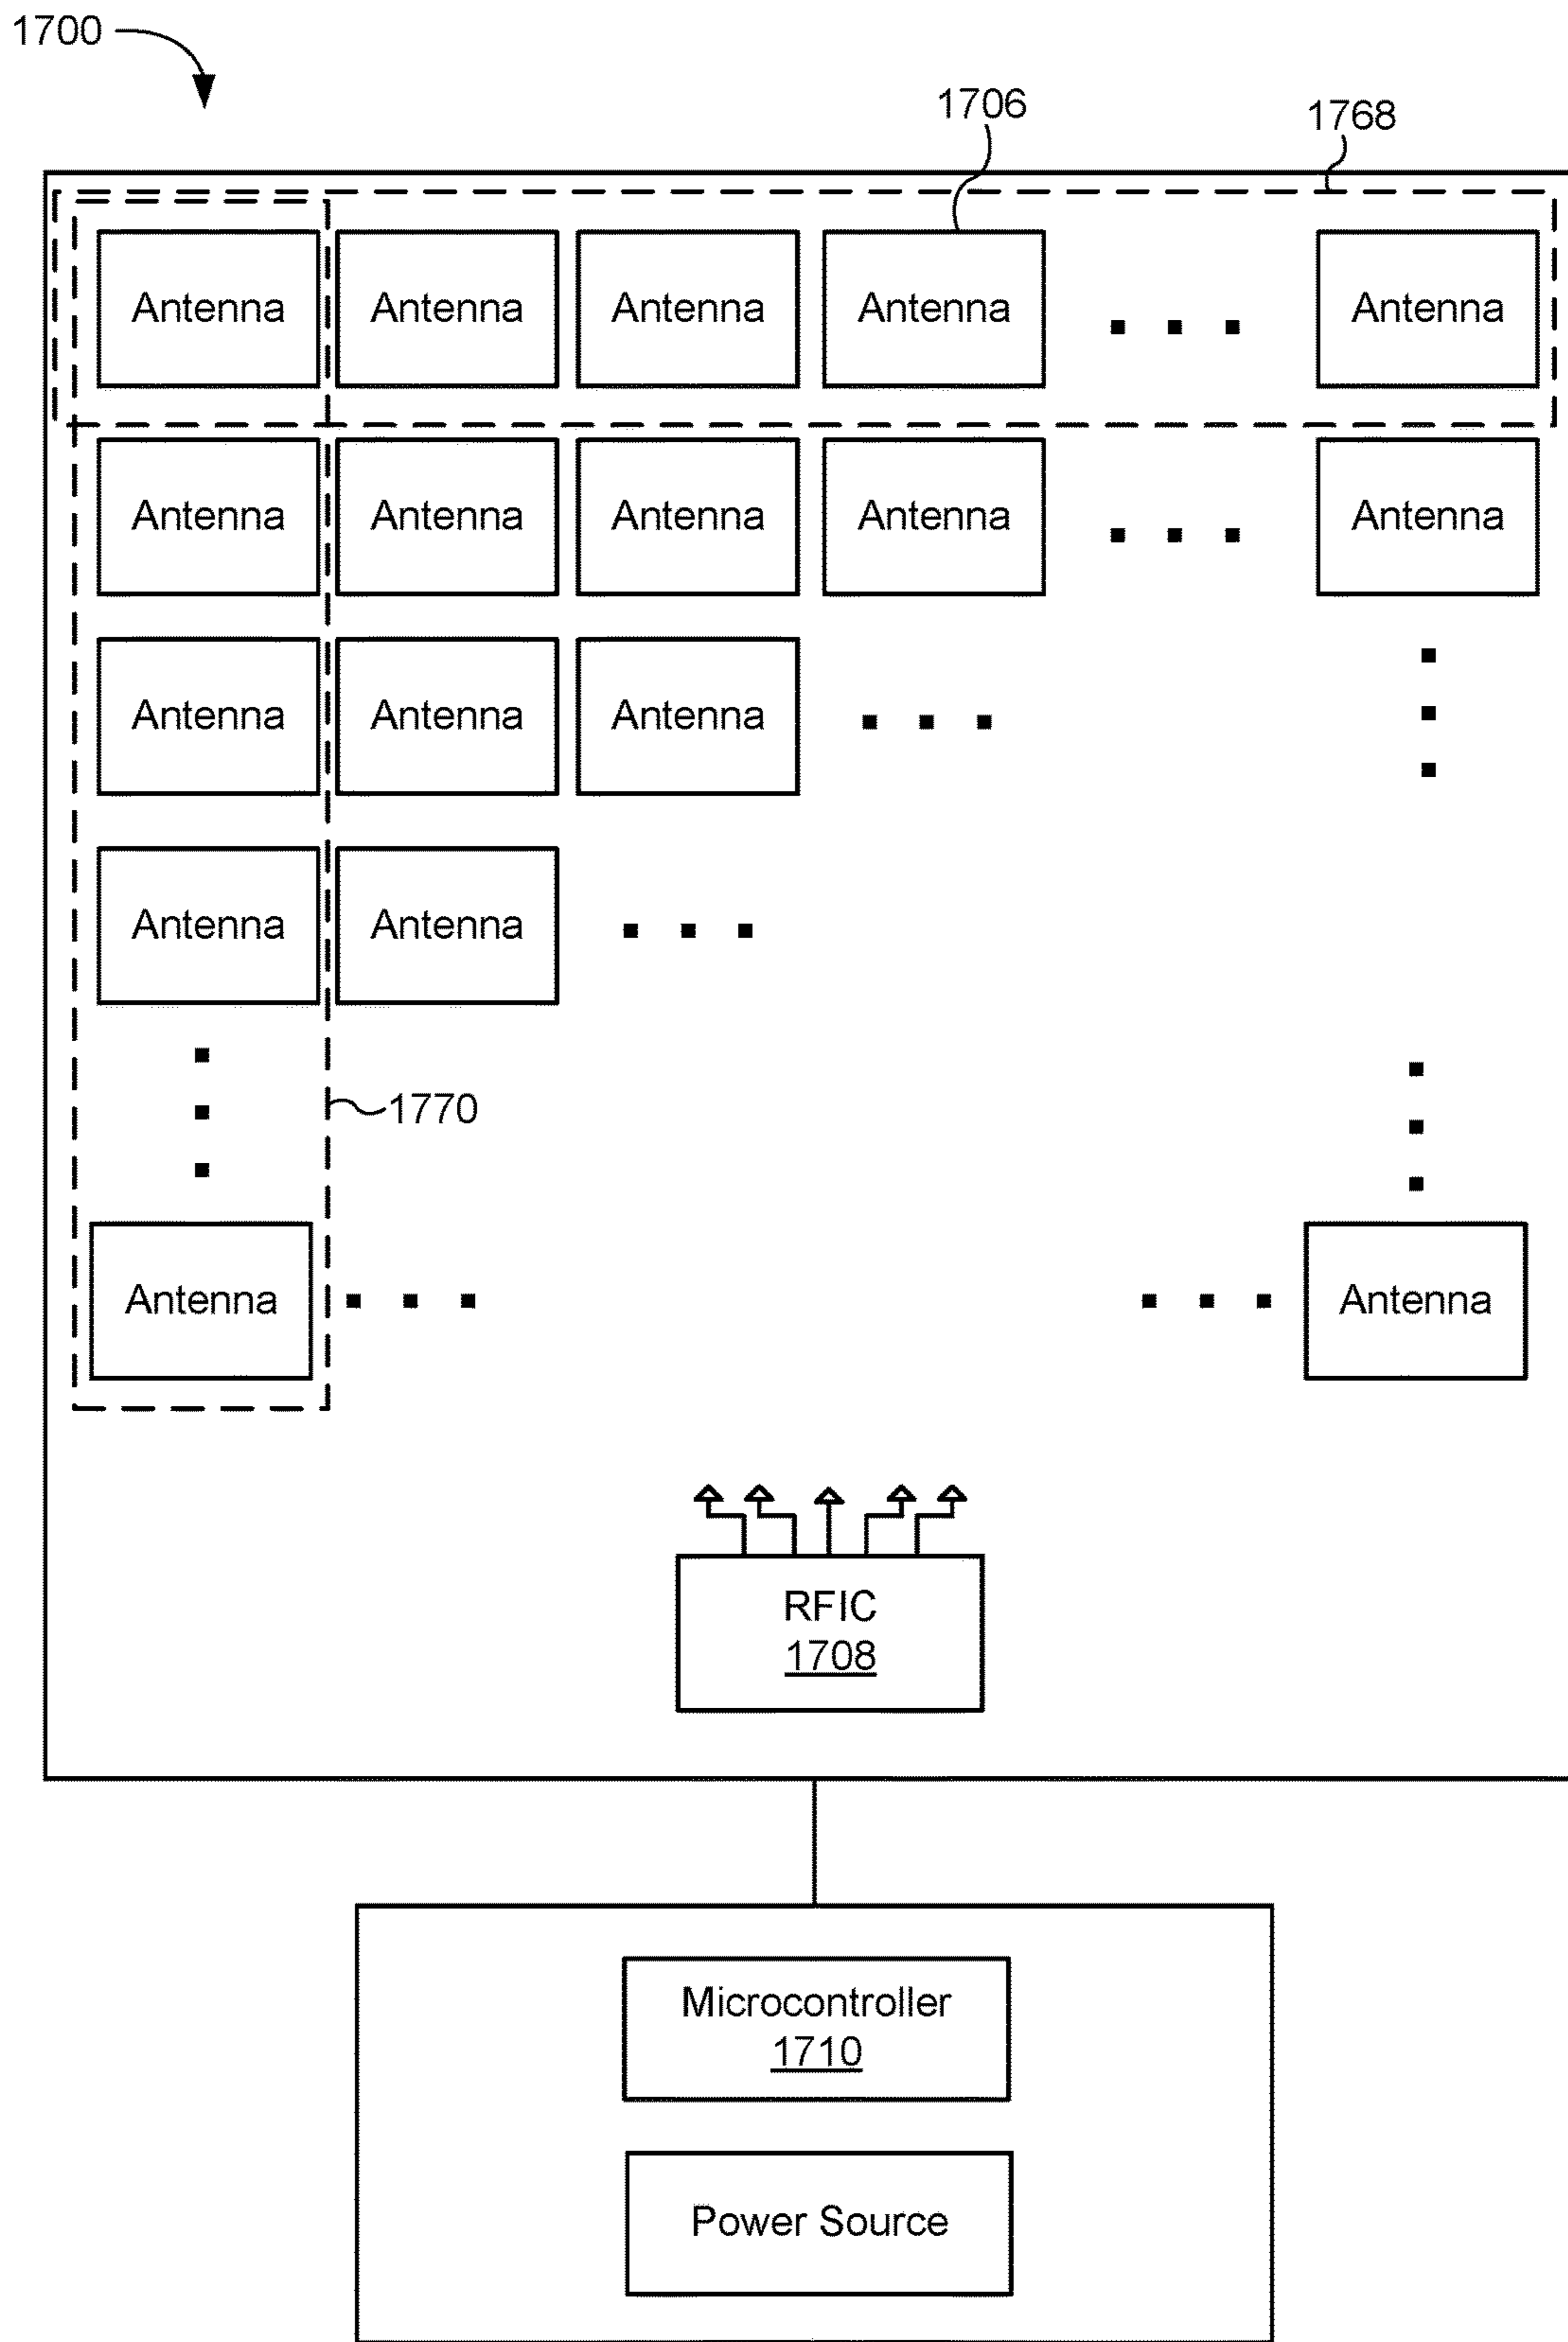 1700
1706
1768
Antenna Antenna Antenna Antenna Antenna
Antenna Antenna Antenna Antenna Antenna
Antenna Antenna Antenna
Antenna Antenna
1770
Antenna Antenna
RFIC
1708
Microcontroller
1710
Power Source